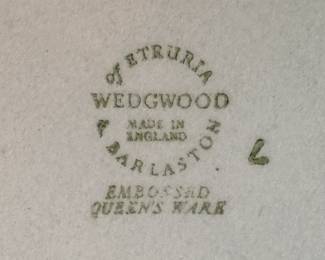 of ETRURIA
WEDGWOOD
MADE IN
ENGLAND
& BARLASTON
L
EMBOSSED
QUEEN'S WARE